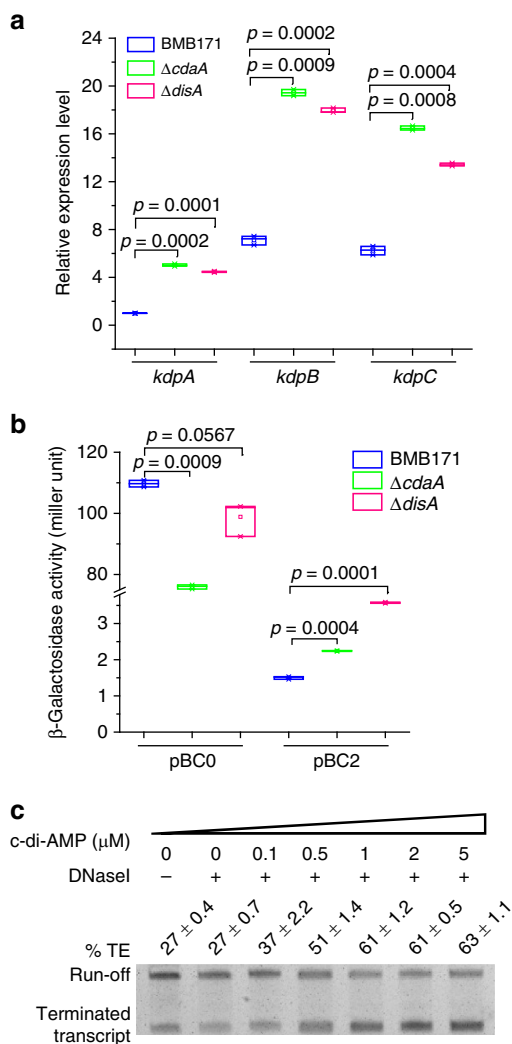 a
BMB171
ΔcdaA
ΔdisA
p = 0.0002
p = 0.0009
p = 0.0004
p = 0.0008
p = 0.0001
p = 0.0002
Relative expression level
24
20
16
12
8
4
0
kdpA
kdpB
kdpC
b
p = 0.0567
p = 0.0009
BMB171
ΔcdaA
ΔdisA
p = 0.0001
p = 0.0004
β-Galactosidase activity (miller unit)
120
100
80
3
2
1
0
pBC0
pBC2
c
c-di-AMP (μM) 0 0 0.1 0.5 1 2 5
DNaseI – + + + + + +
% TE 27 ± 0.4 27 ± 0.7 37 ± 2.2 51 ± 1.4 61 ± 1.2 61 ± 0.5 63 ± 1.1
Run-off
Terminated
transcript